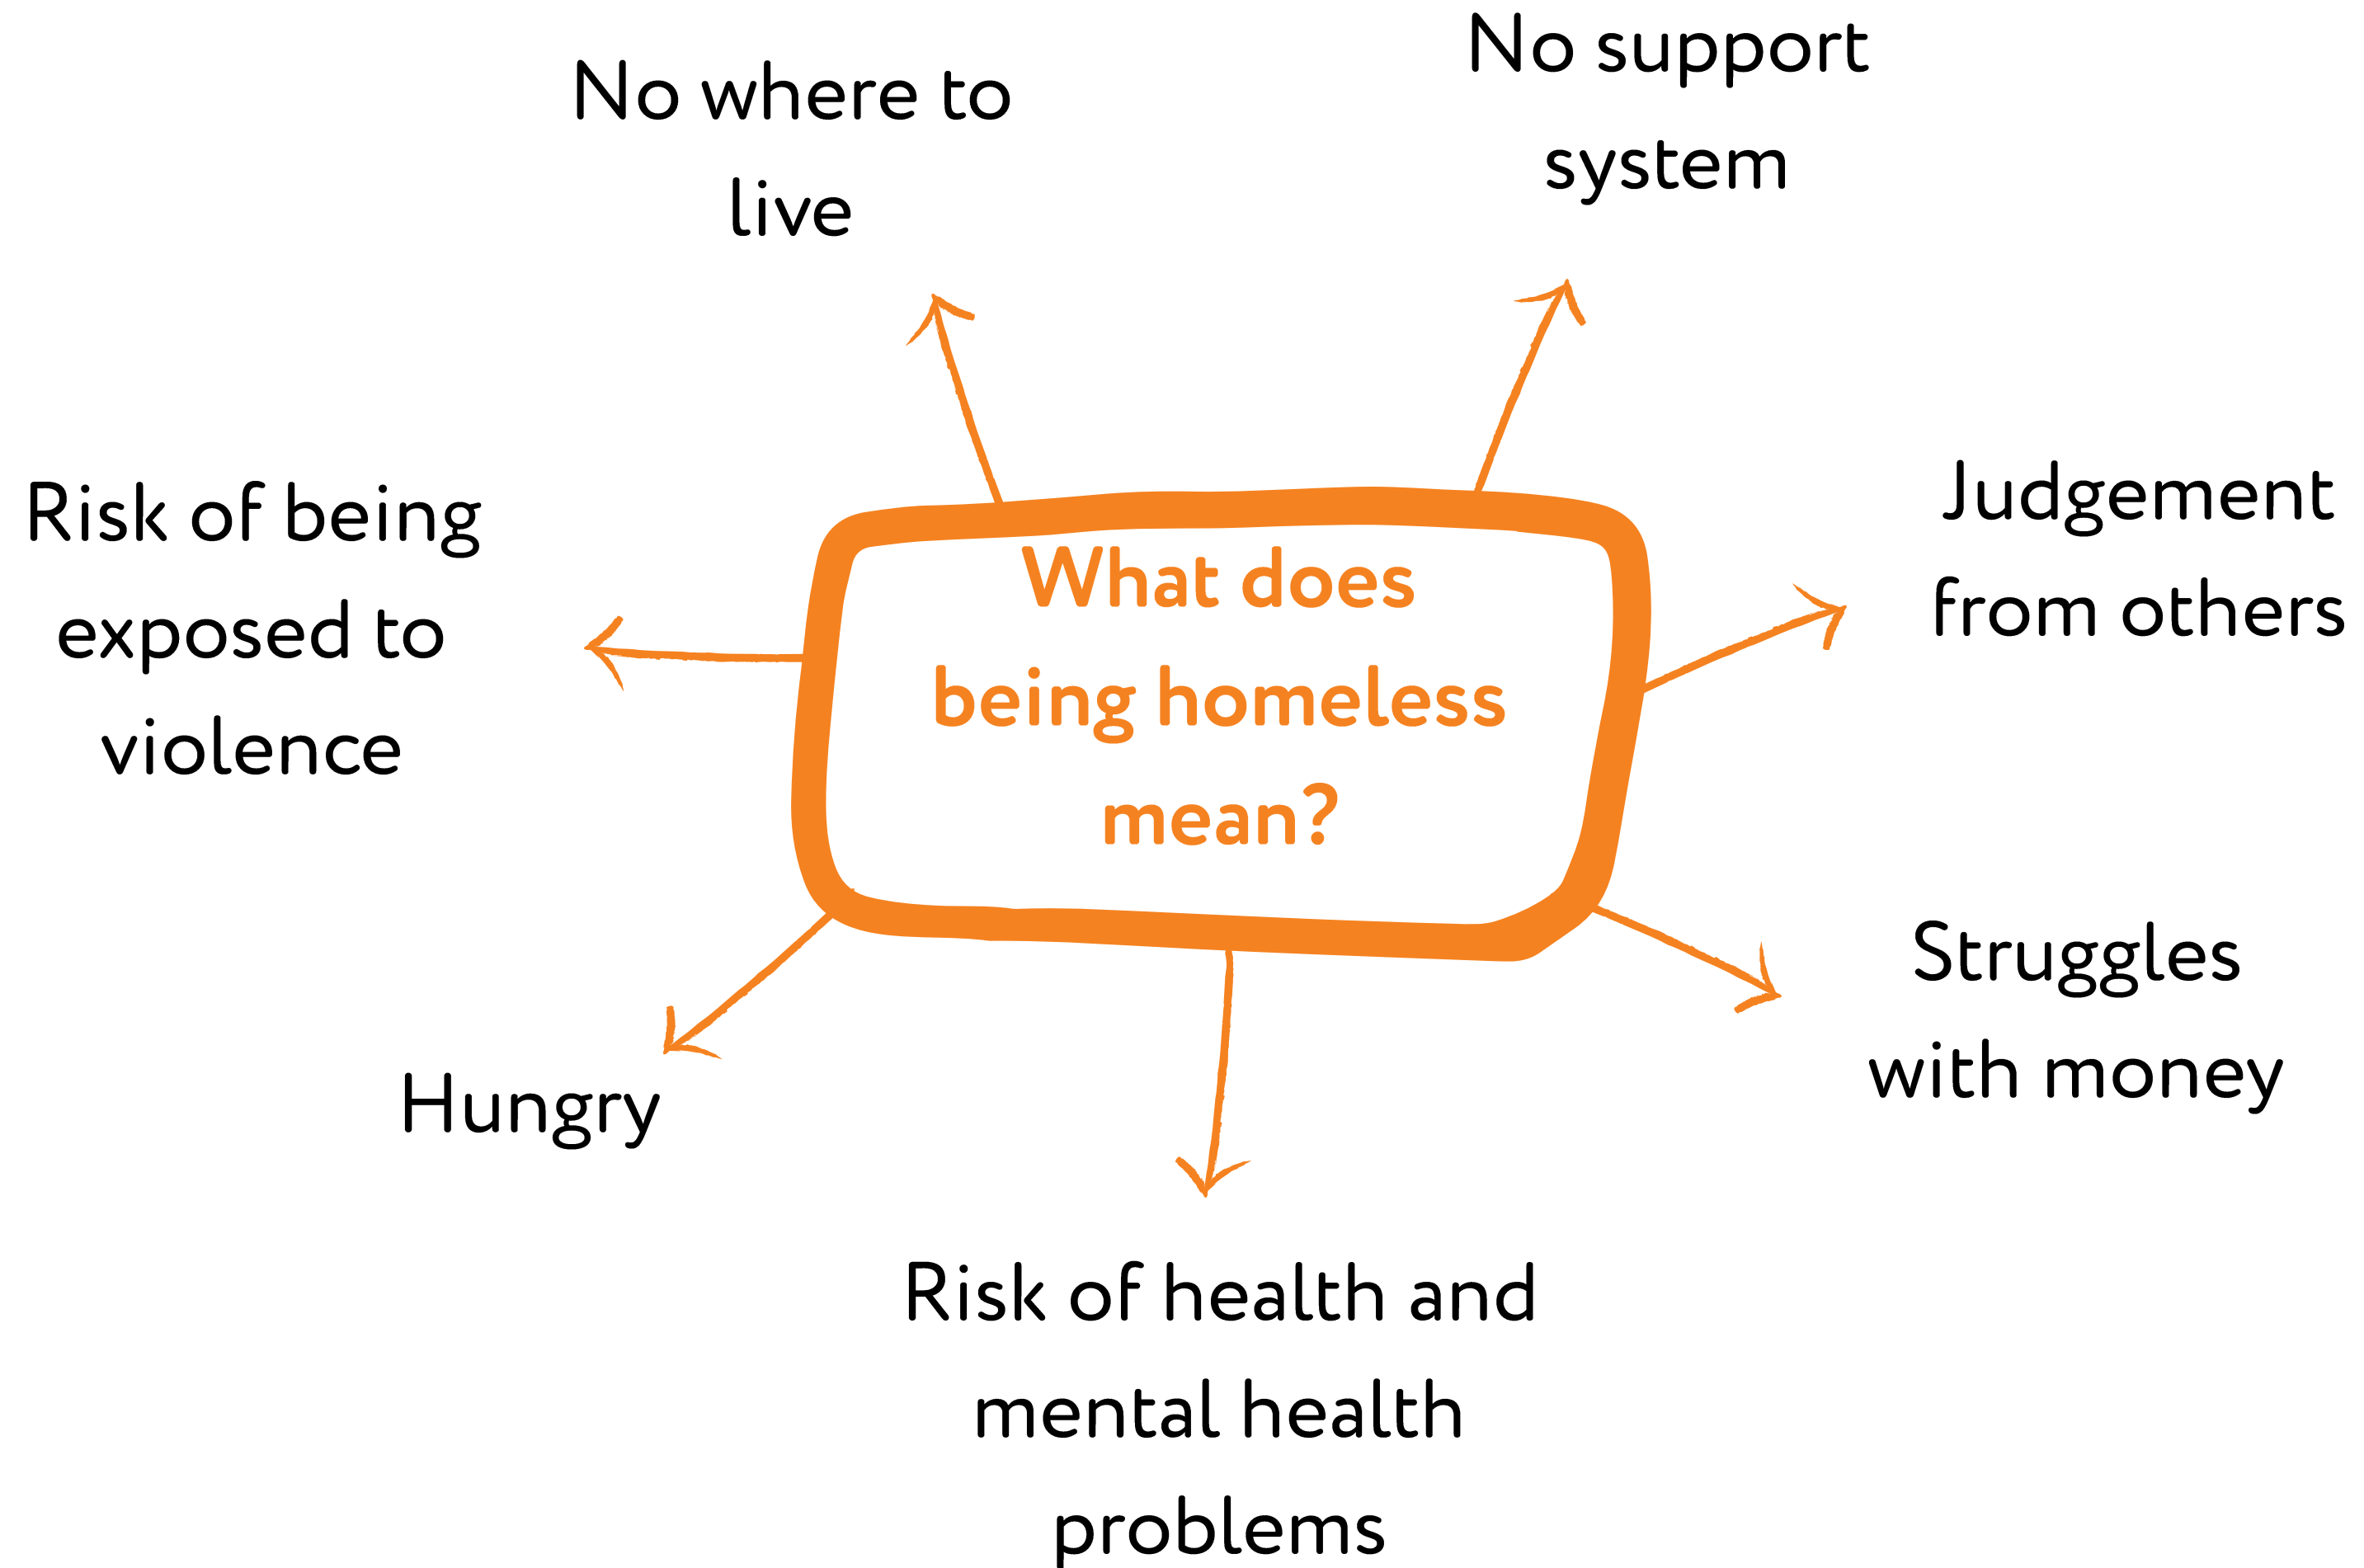 No where to
live
No support
system
Risk of being
exposed to
violence
What does
being homeless
mean?
Judgement
from others
Struggles
with money
Hungry
Risk of health and
mental health
problems